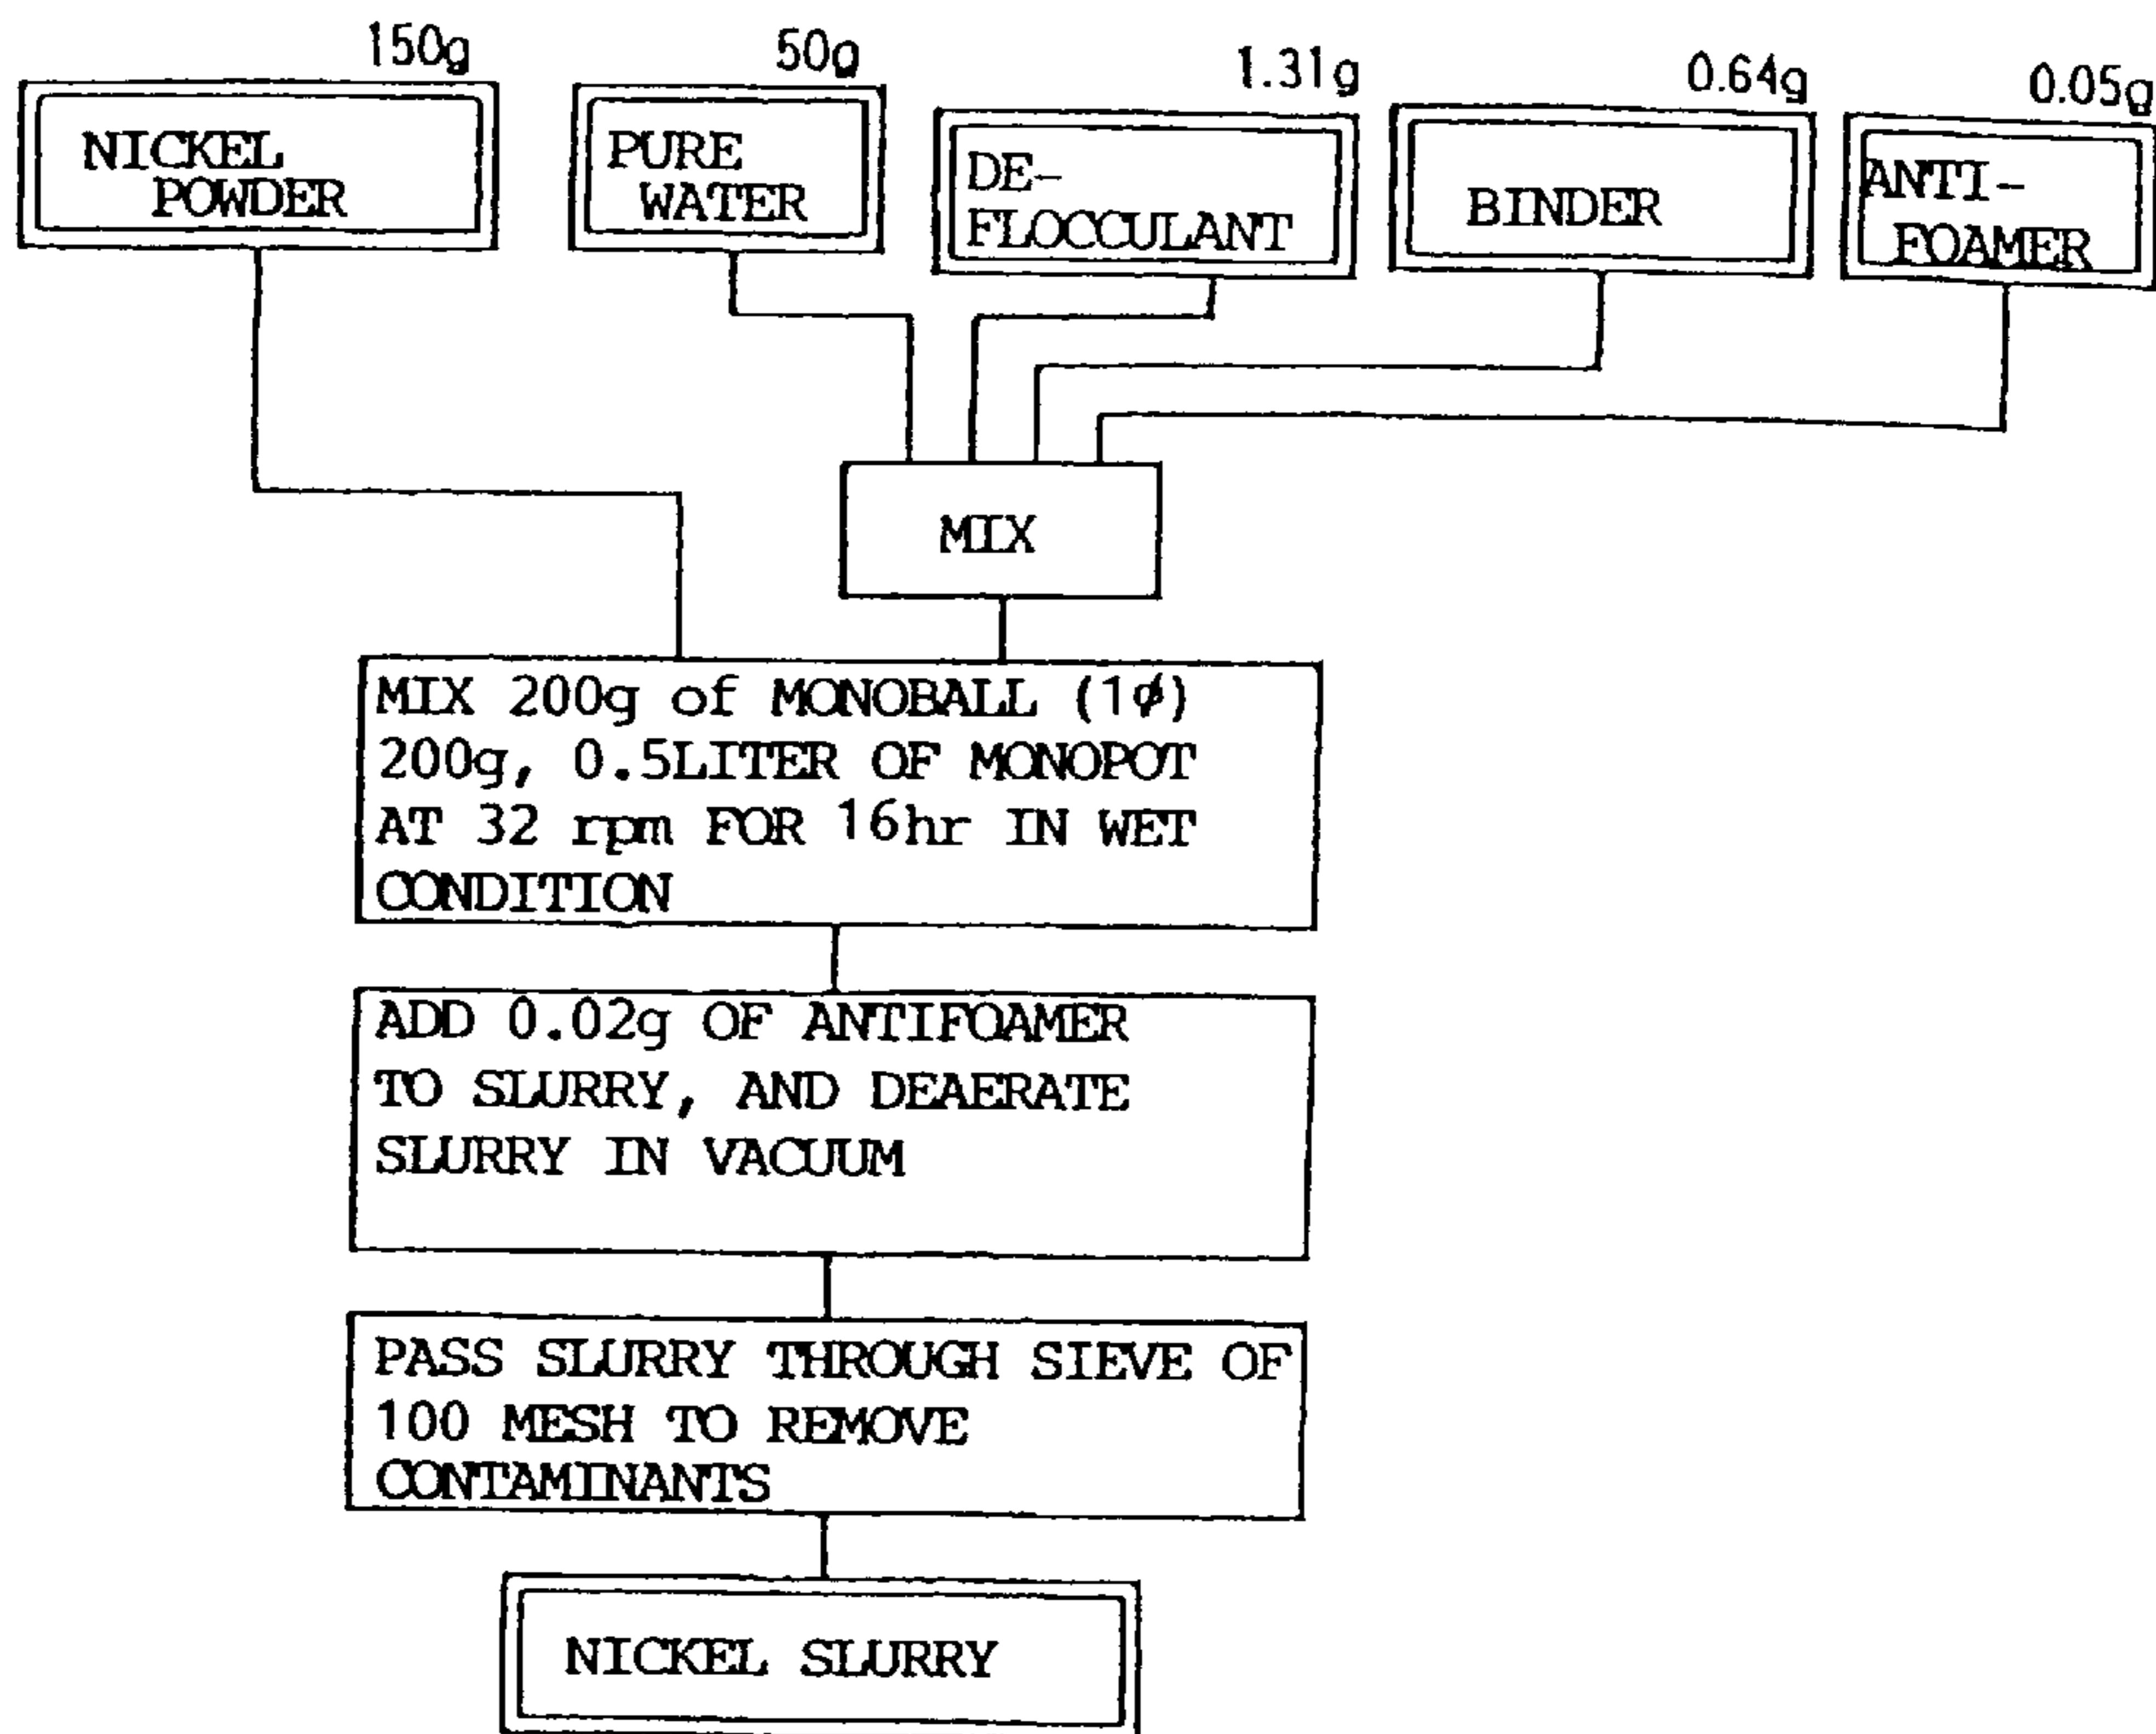 150g
50g
1.31g
0.64g
0.05g
NICKEL
POWDER
PURE
WATER
DE-
FLOCCULANT
BINDER
ANTI-
FOAMER
MIX
MIX 200g of MONOBALL (1ø)
200g, 0.5LITER OF MONOPOT
AT 32 rpm FOR 16hr IN WET
CONDITION
ADD 0.02g OF ANTIFOAMER
TO SLURRY, AND DEAERATE
SLURRY IN VACUUM
PASS SLURRY THROUGH SIEVE OF
100 MESH TO REMOVE
CONTAMINANTS
NICKEL SLURRY